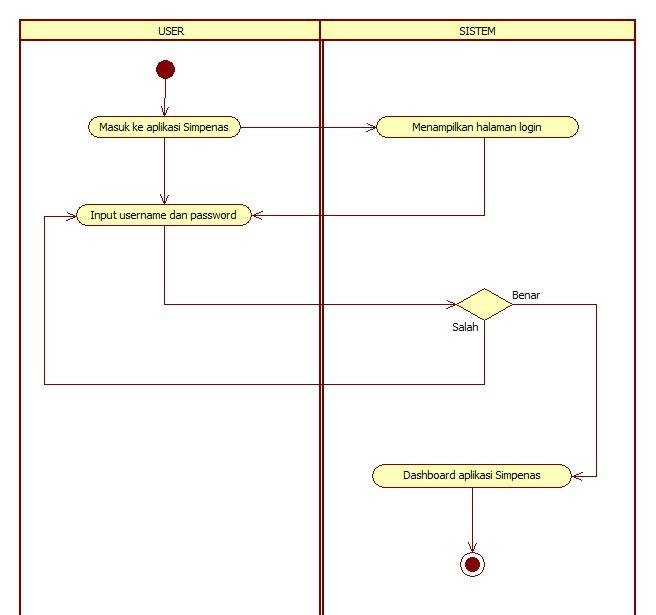 USER
SISTEM
Masuk ke aplikasi Simpenas
Menampilkan halaman login
Input username dan password
Benar
Salah
Dashboard aplikasi Simpenas